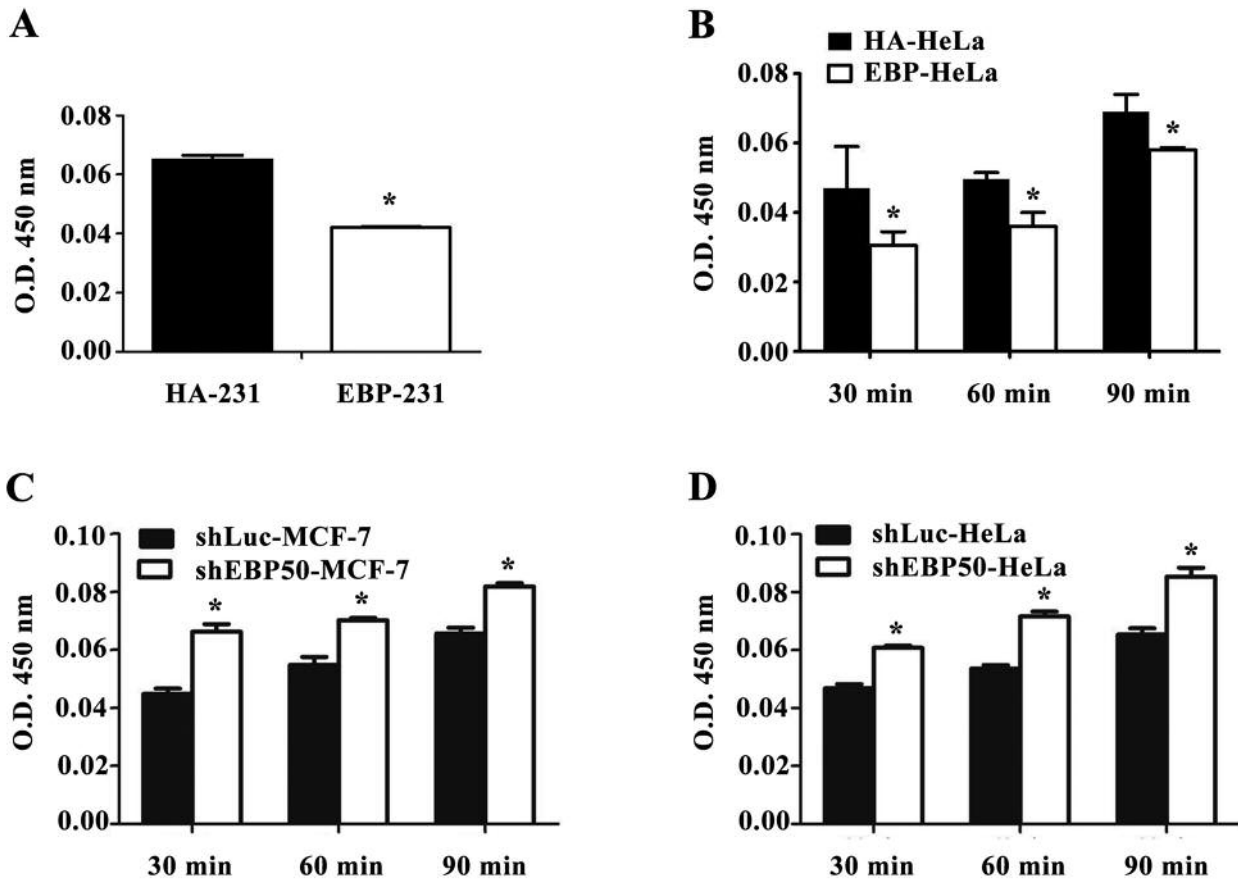 A
O.D. 450 nm
0.08
0.06
0.04
0.02
0.00
*
HA-231 EBP-231
B
HA-HeLa
EBP-HeLa
O.D. 450 nm
0.08
0.06
0.04
0.02
0.00
* * *
30 min 60 min 90 min
C
shLuc-MCF-7
shEBP50-MCF-7
O.D. 450 nm
0.10
0.08
0.06
0.04
0.02
0.00
* * *
30 min 60 min 90 min
D
shLuc-HeLa
shEBP50-HeLa
O.D. 450 nm
0.10
0.08
0.06
0.04
0.02
0.00
* * *
30 min 60 min 90 min